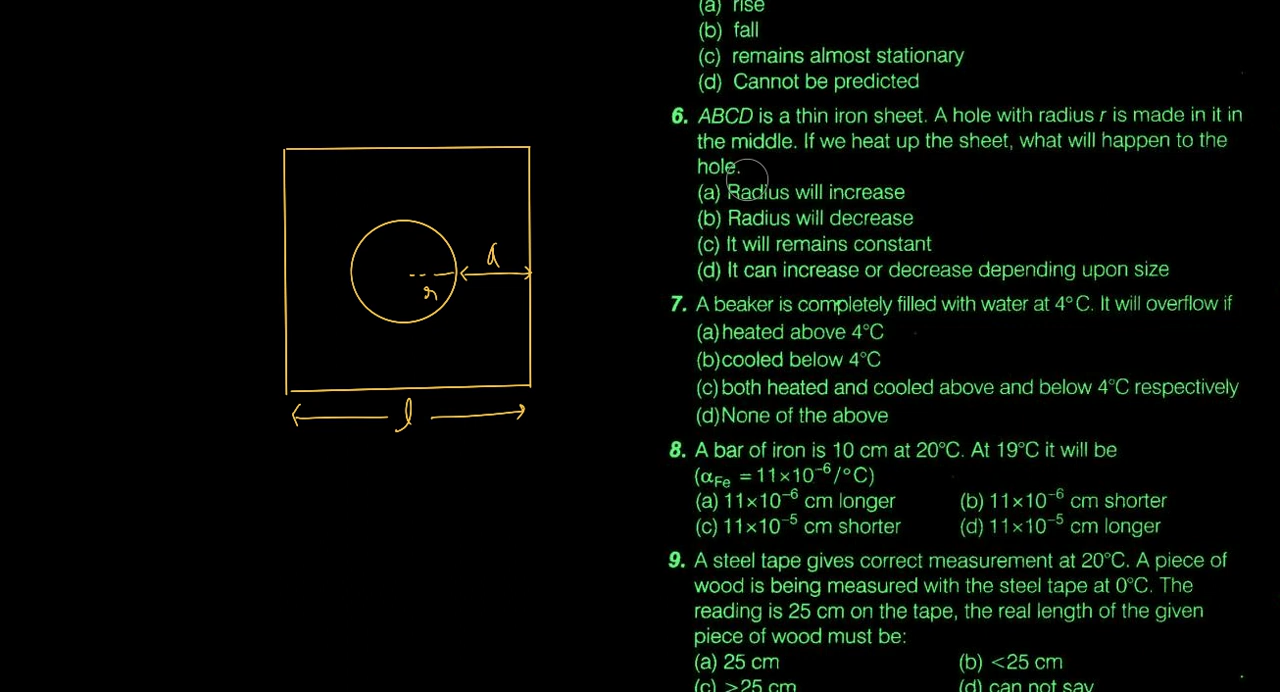 (a) rise
(b) fall
(c) remains almost stationary
(d) Cannot be predicted
6. ABCD is a thin iron sheet. A hole with radius r is made in it in
the middle. If we heat up the sheet, what will happen to the
hole.
(a) Radius will increase
(b) Radius will decrease
(c) It will remains constant
(d) It can increase or decrease depending upon size
7. A beaker is completely filled with water at 4°C. It will overflow if
(a) heated above 4°C
(b) cooled below 4°C
(c) both heated and cooled above and below 4°C respectively
(d) None of the above
8. A bar of iron is 10 cm at 20°C. At 19°C it will be
(αFe = 11×10⁻⁶/°C)
(a) 11×10⁻⁶ cm longer (b) 11×10⁻⁶ cm shorter
(c) 11×10⁻⁵ cm shorter (d) 11×10⁻⁵ cm longer
9. A steel tape gives correct measurement at 20°C. A piece of
wood is being measured with the steel tape at 0°C. The
reading is 25 cm on the tape, the real length of the given
piece of wood must be:
(a) 25 cm (b) <25 cm
(c) >25 cm (d) can not say
a
r
l